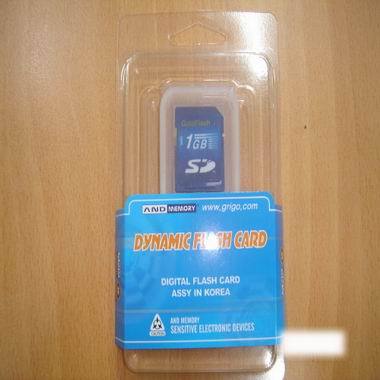 GoldFlash
1GB
SD
AND MEMORY www.grigo.com
DYNAMIC FLASH CARD
DIGITAL FLASH CARD
ASSY IN KOREA
AND MEMORY
SENSITIVE ELECTRONIC DEVICES